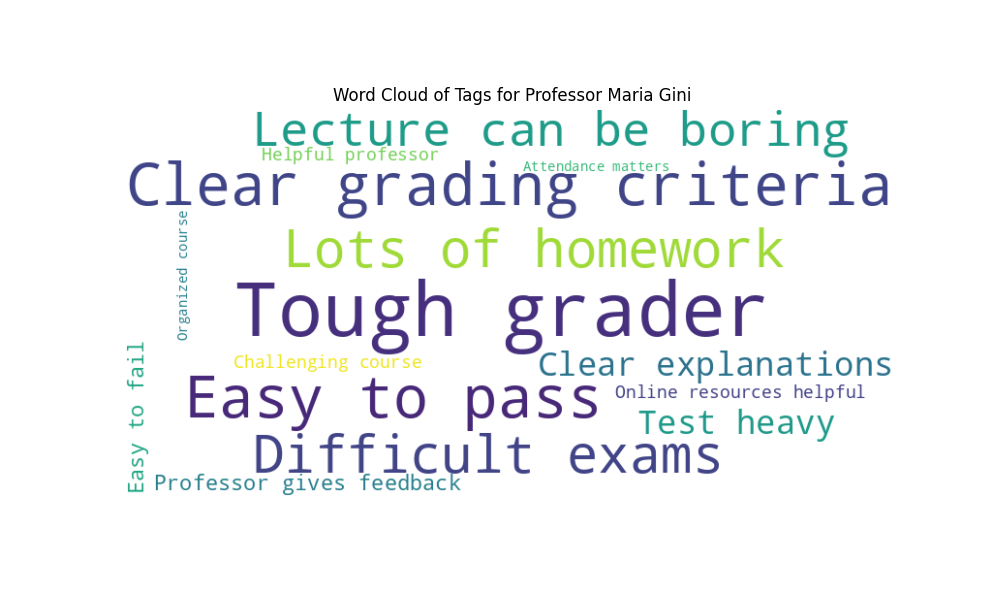 Word Cloud of Tags for Professor Maria Gini
Lecture can be boring
Helpful professor
Attendance matters
Clear grading criteria
Organized course
Lots of homework
Tough grader
Easy to fail
Challenging course
Clear explanations
Easy to pass
Online resources helpful
Test heavy
Difficult exams
Professor gives feedback